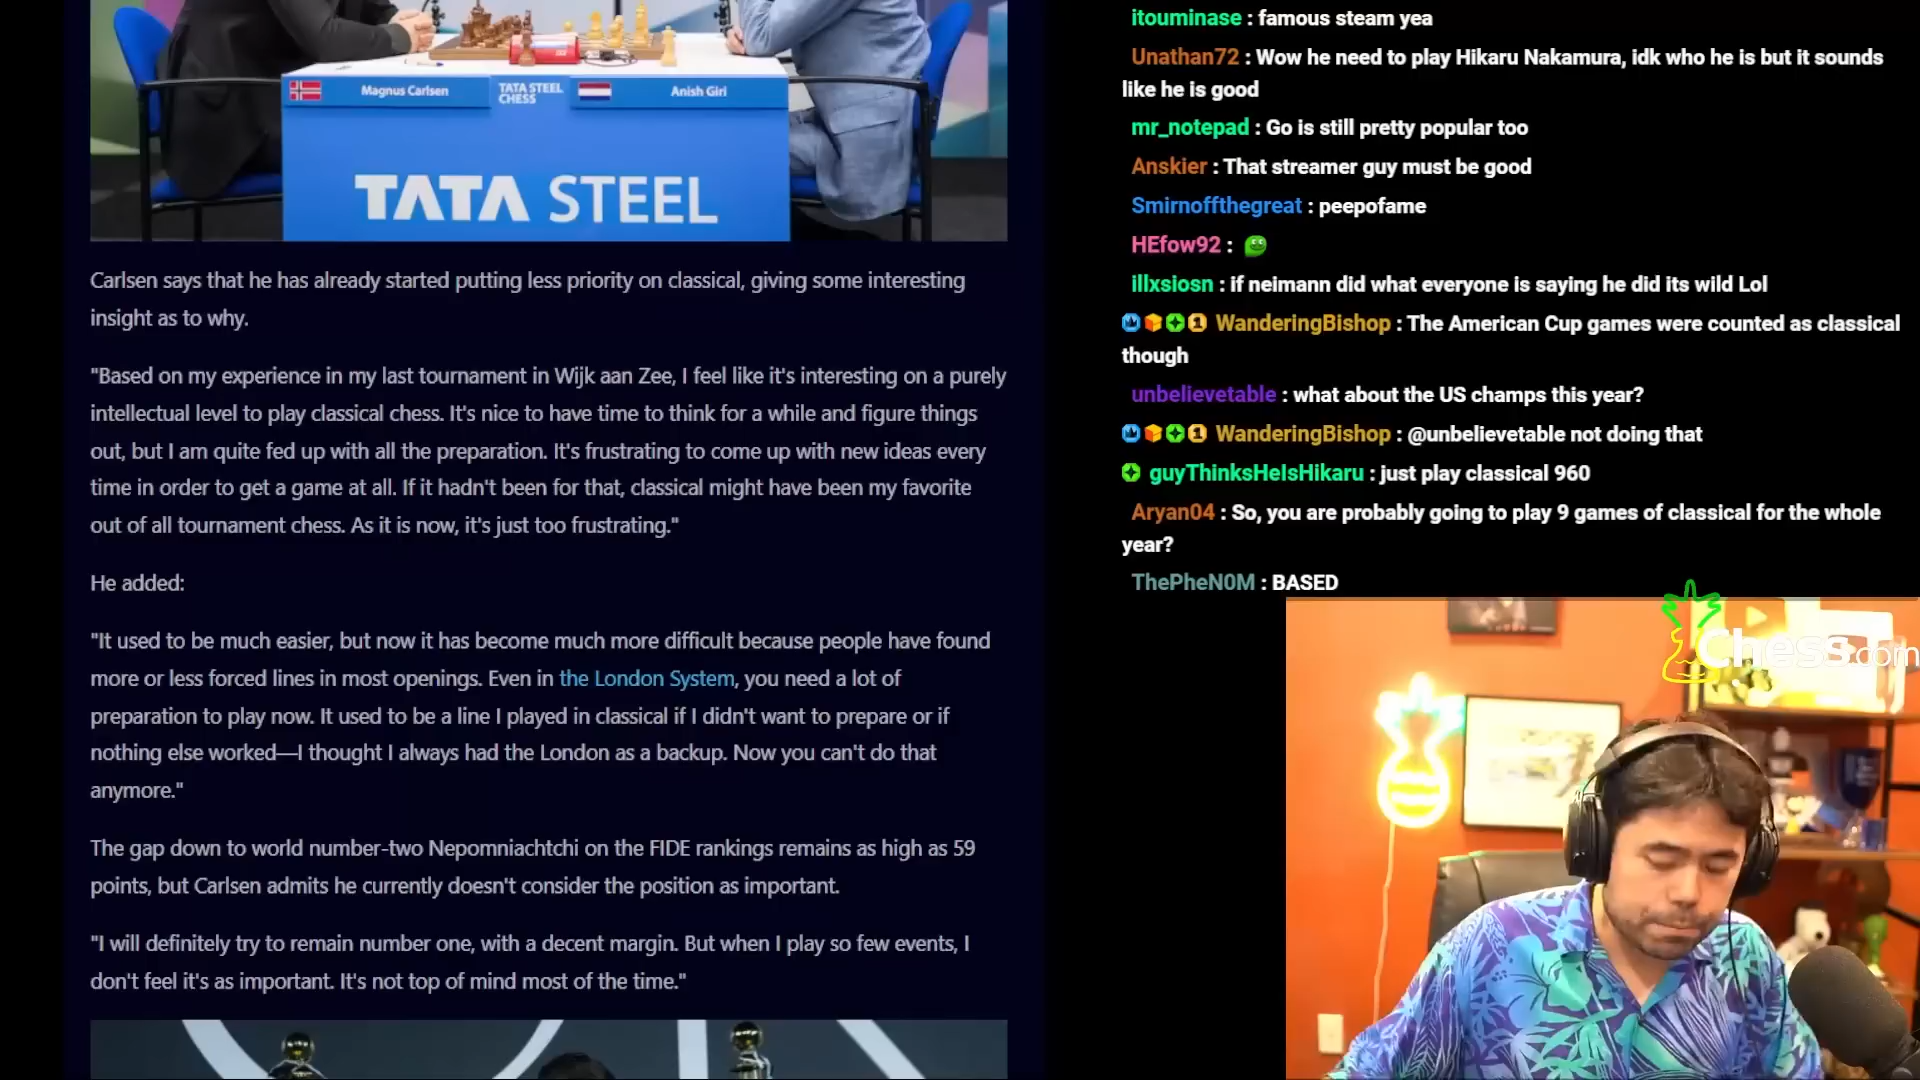 Magnus Carlsen
TATA STEEL
CHESS
Anish Giri
TATA STEEL
Carlsen says that he has already started putting less priority on classical, giving some interesting
insight as to why.
"Based on my experience in my last tournament in Wijk aan Zee, I feel like it's interesting on a purely
intellectual level to play classical chess. It's nice to have time to think for a while and figure things
out, but I am quite fed up with all the preparation. It's frustrating to come up with new ideas every
time in order to get a game at all. If it hadn't been for that, classical might have been my favorite
out of all tournament chess. As it is now, it's just too frustrating."
He added:
"It used to be much easier, but now it has become much more difficult because people have found
more or less forced lines in most openings. Even in the London System, you need a lot of
preparation to play now. It used to be a line I played in classical if I didn't want to prepare or if
nothing else worked—I thought I always had the London as a backup. Now you can't do that
anymore."
The gap down to world number-two Nepomniachtchi on the FIDE rankings remains as high as 59
points, but Carlsen admits he currently doesn't consider the position as important.
"I will definitely try to remain number one, with a decent margin. But when I play so few events, I
don't feel it's as important. It's not top of mind most of the time."
itouminase : famous steam yea
Unathan72 : Wow he need to play Hikaru Nakamura, idk who he is but it sounds
like he is good
mr_notepad : Go is still pretty popular too
Anskier : That streamer guy must be good
Smirnoffthegreat : peepofame
HEfow92 :
illxsiosn : if neimann did what everyone is saying he did its wild Lol
1 WanderingBishop : The American Cup games were counted as classical
though
unbelievetable : what about the US champs this year?
1 WanderingBishop : @unbelievetable not doing that
guyThinksHeIsHikaru : just play classical 960
Aryan04 : So, you are probably going to play 9 games of classical for the whole
year?
ThePheN0M : BASED
Chess.com